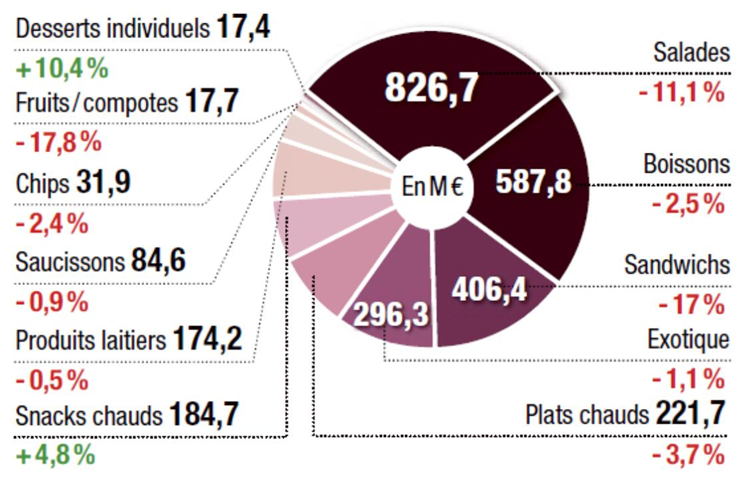 Desserts individuels 17,4
+10,4%
Fruits/compotes 17,7
-17,8%
Chips 31,9
-2,4%
Saucissons 84,6
-0,9%
Produits laitiers 174,2
-0,5%
Snacks chauds 184,7
+4,8%
826,7
En M€
587,8
406,4
296,3
Salades
-11,1%
Boissons
-2,5%
Sandwichs
-17%
Exotique
-1,1%
Plats chauds 221,7
-3,7%